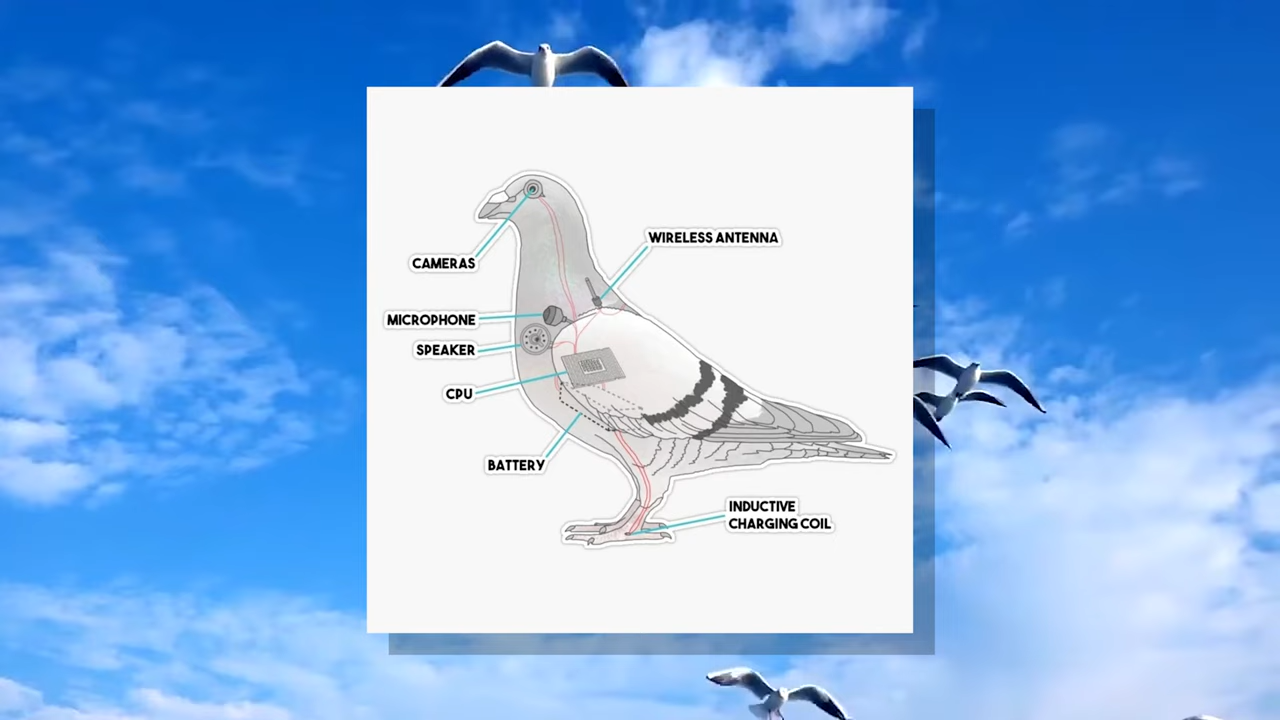 WIRELESS ANTENNA
CAMERAS
MICROPHONE
SPEAKER
CPU
BATTERY
INDUCTIVE
CHARGING COIL